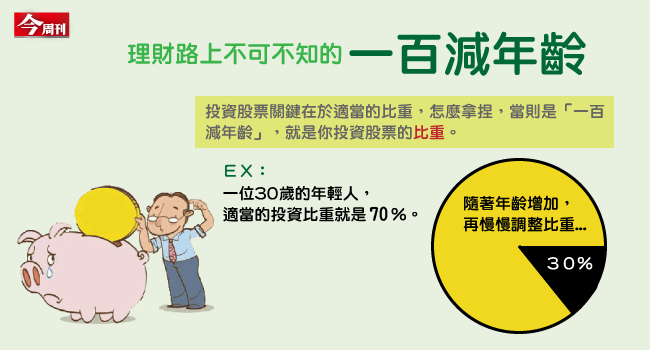 今周刊
理財路上不可不知的一百減年齡
投資股票關鍵在於適當的比重，怎麼拿捏，當則是「一百
減年齡」，就是你投資股票的比重。
EX：
一位30歲的年輕人，
適當的投資比重就是70%。
隨著年齡增加，
再慢慢調整比重...
30%